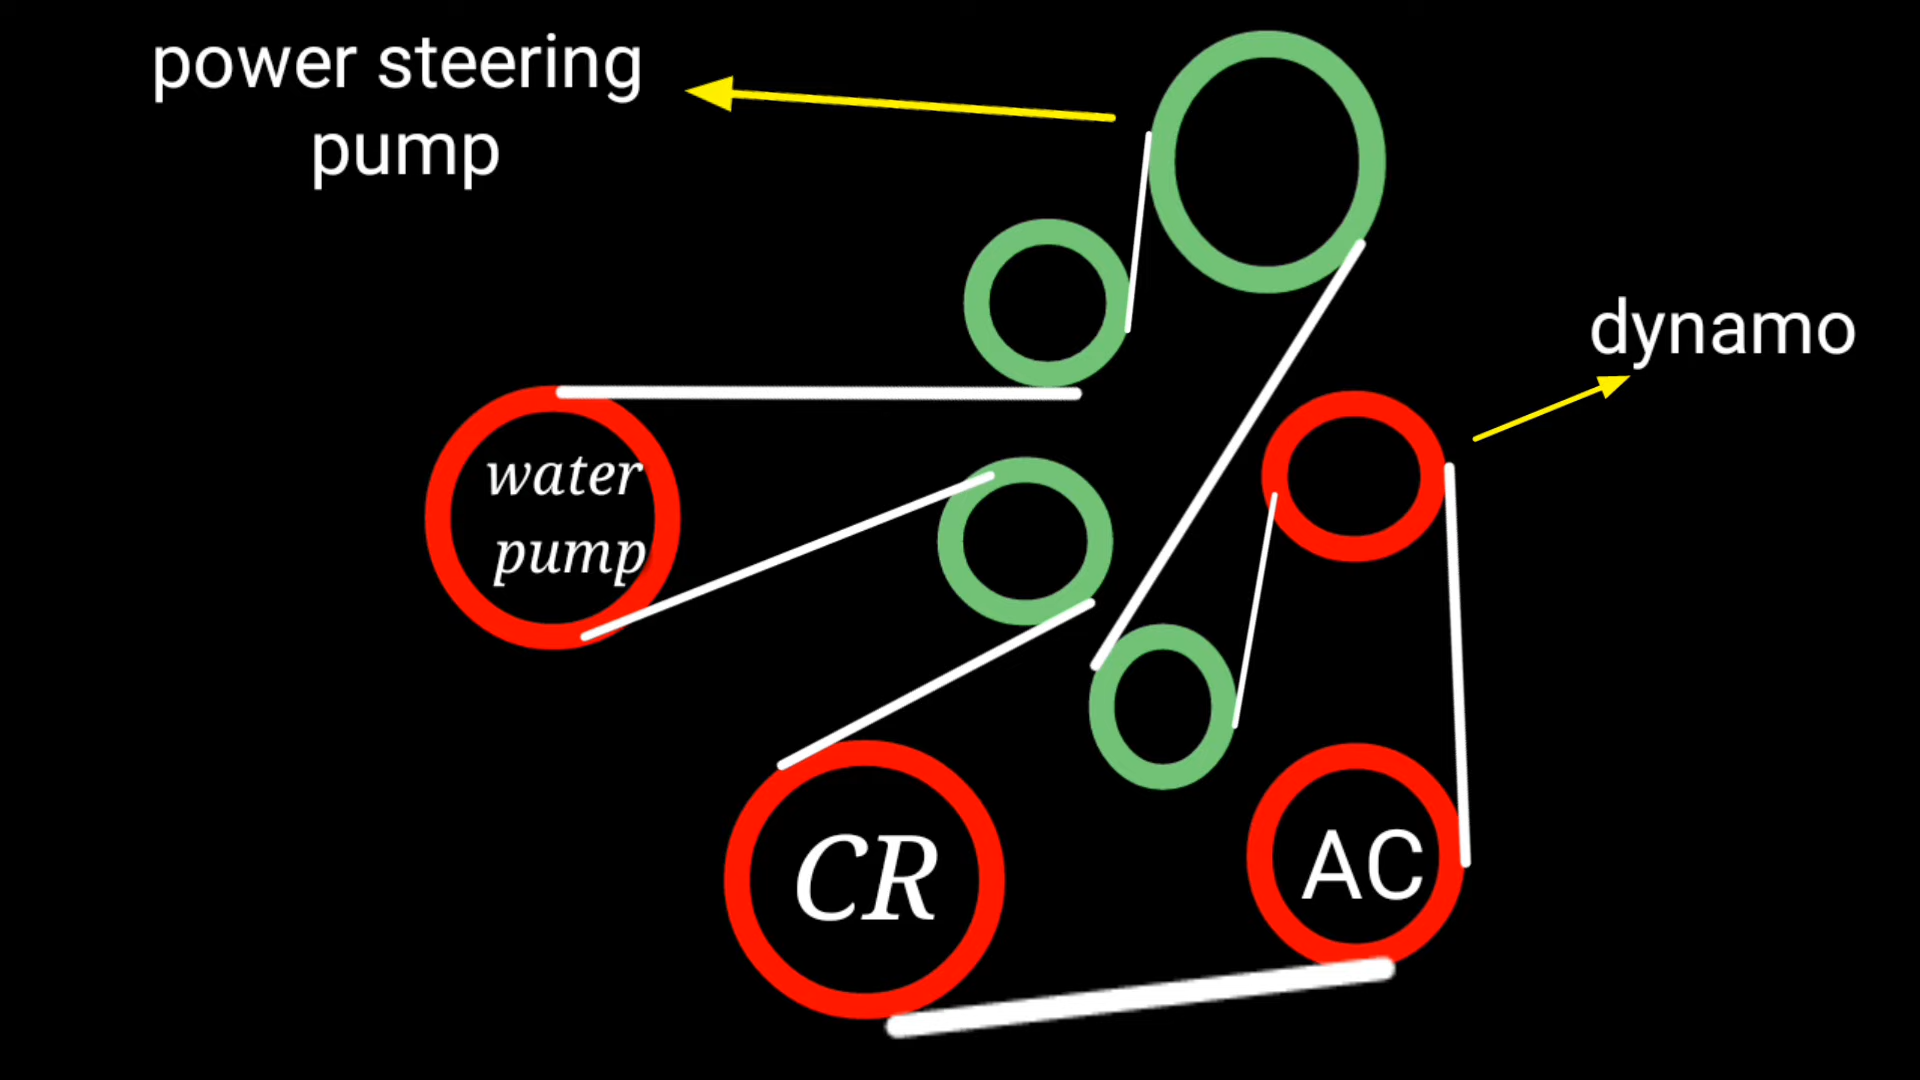 power steering
pump
dynamo
water
pump
CR
AC